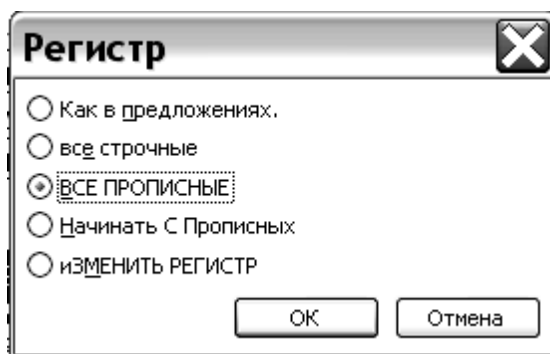 Регистр
Как в предложениях.
все строчные
ВСЕ ПРОПИСНЫЕ
Начинать С Прописных
иЗМЕНИТЬ РЕГИСТР
ОК Отмена